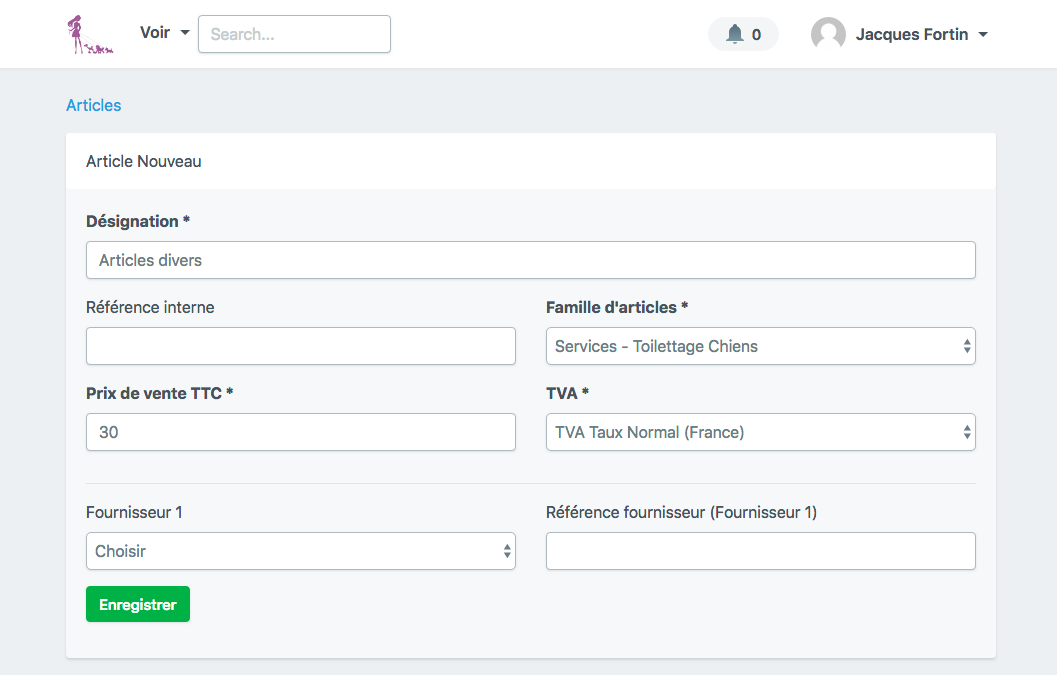 Voir
Search...
0
Jacques Fortin
Articles
Article Nouveau
Désignation *
Articles divers
Référence interne
Famille d'articles *
Services - Toilettage Chiens
Prix de vente TTC *
TVA *
30
TVA Taux Normal (France)
Fournisseur 1
Référence fournisseur (Fournisseur 1)
Choisir
Enregistrer